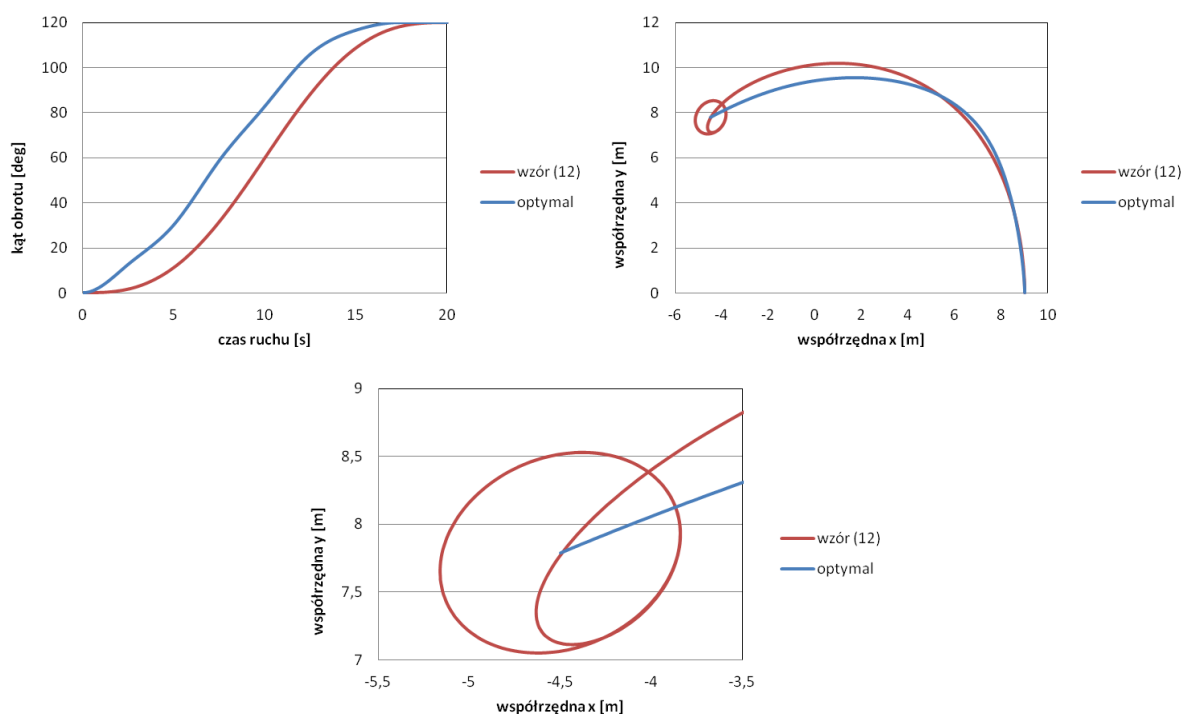 120
100
80
60
40
20
0
kąt obrotu [deg]
0 5 10 15 20
czas ruchu [s]
wzór (12)
optymal
12
10
8
6
4
2
0
współrzędna y [m]
-6 -4 -2 0 2 4 6 8 10
współrzędna x [m]
wzór (12)
optymal
9
8,5
8
7,5
7
współrzędna y [m]
-5,5 -5 -4,5 -4 -3,5
współrzędna x [m]
wzór (12)
optymal